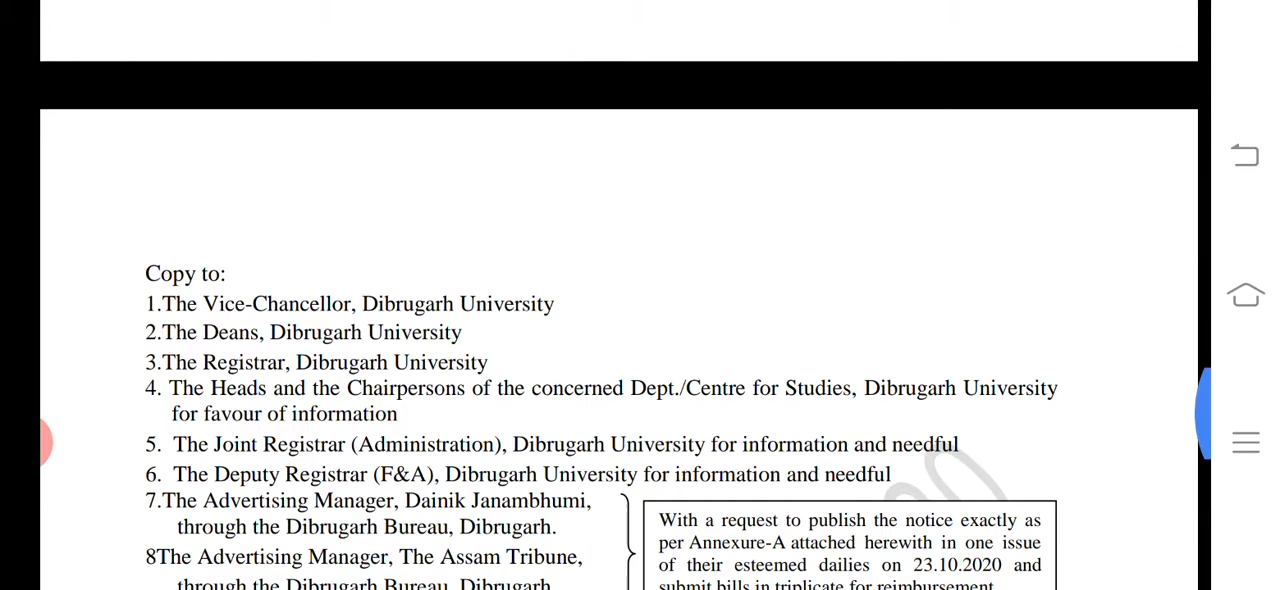 Copy to:
1.The Vice-Chancellor, Dibrugarh University
2.The Deans, Dibrugarh University
3.The Registrar, Dibrugarh University
4. The Heads and the Chairpersons of the concerned Dept./Centre for Studies, Dibrugarh University
for favour of information
5. The Joint Registrar (Administration), Dibrugarh University for information and needful
6. The Deputy Registrar (F&A), Dibrugarh University for information and needful
7.The Advertising Manager, Dainik Janambhumi,
through the Dibrugarh Bureau, Dibrugarh.
8The Advertising Manager, The Assam Tribune,
through the Dibrugarh Bureau, Dibrugarh
With a request to publish the notice exactly as
per Annexure-A attached herewith in one issue
of their esteemed dailies on 23.10.2020 and
submit bills in triplicate for reimbursement